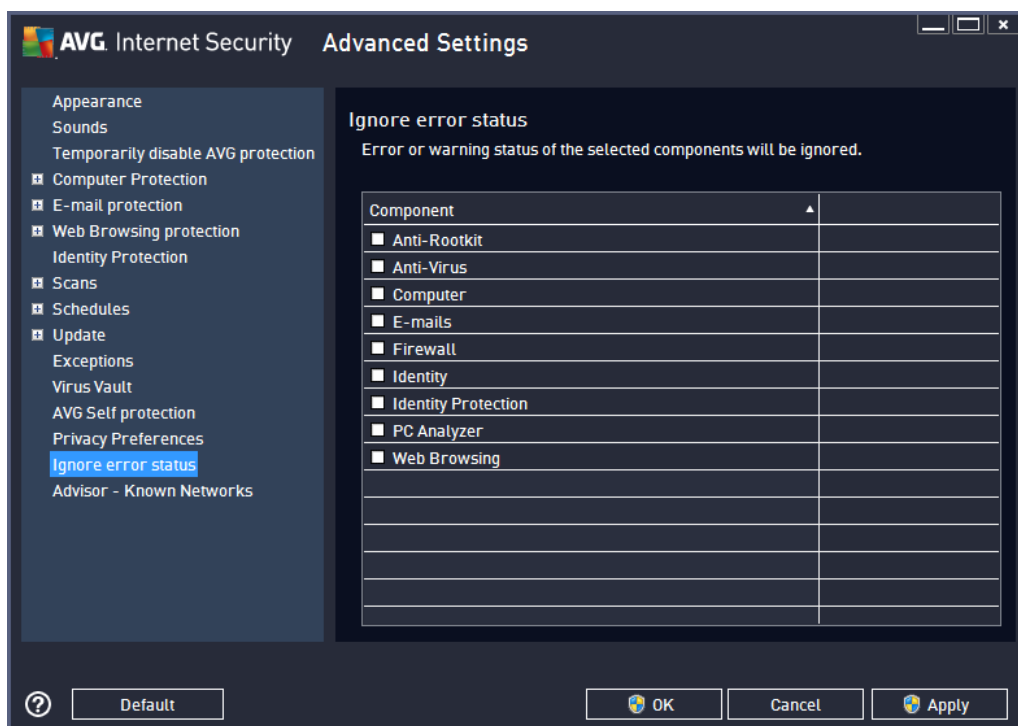 AVG. Internet Security Advanced Settings
Appearance
Sounds
Temporarily disable AVG protection
Computer Protection
E-mail protection
Web Browsing protection
Identity Protection
Scans
Schedules
Update
Exceptions
Virus Vault
AVG Self protection
Privacy Preferences
Ignore error status
Advisor - Known Networks
Ignore error status
Error or warning status of the selected components will be ignored.
Component
Anti-Rootkit
Anti-Virus
Computer
E-mails
Firewall
Identity
Identity Protection
PC Analyzer
Web Browsing
? Default OK Cancel Apply